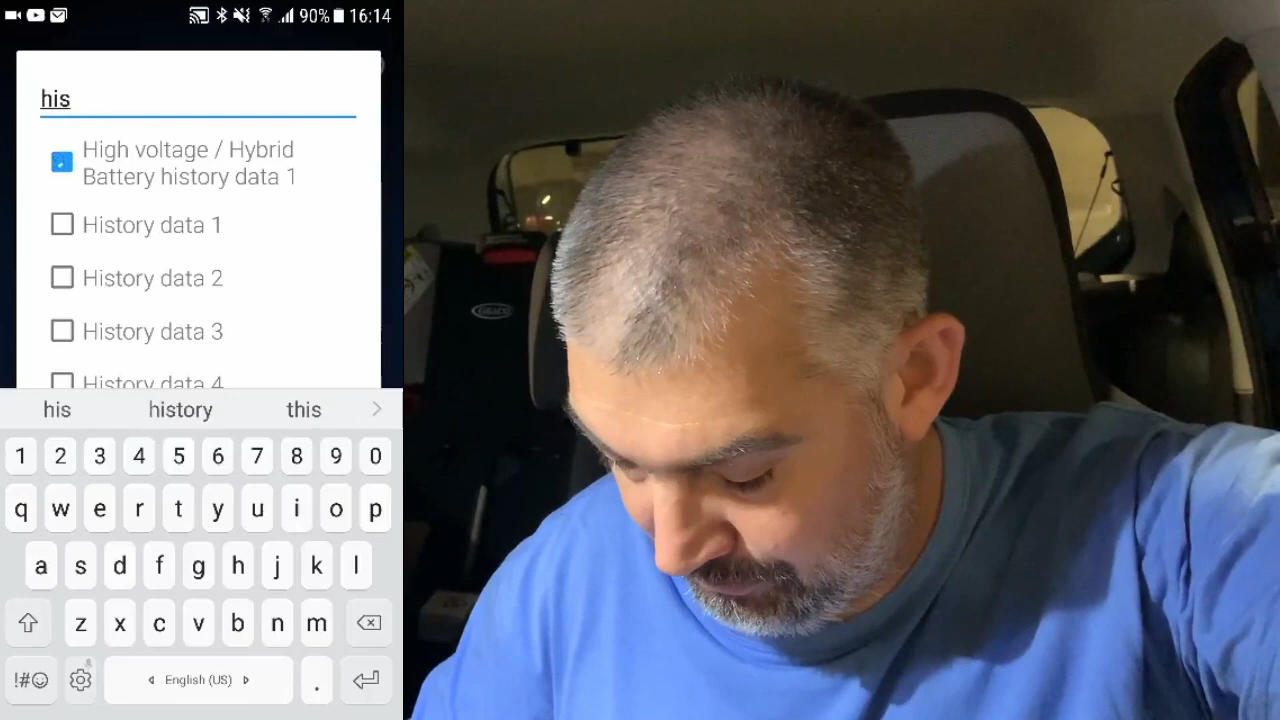 90% 16:14
his
High voltage / Hybrid
Battery history data 1
History data 1
History data 2
History data 3
History data 4
his history this
1 2 3 4 5 6 7 8 9 0
q w e r t y u i o p
a s d f g h j k l
z x c v b n m
!#☺ English (US) .
GRACO